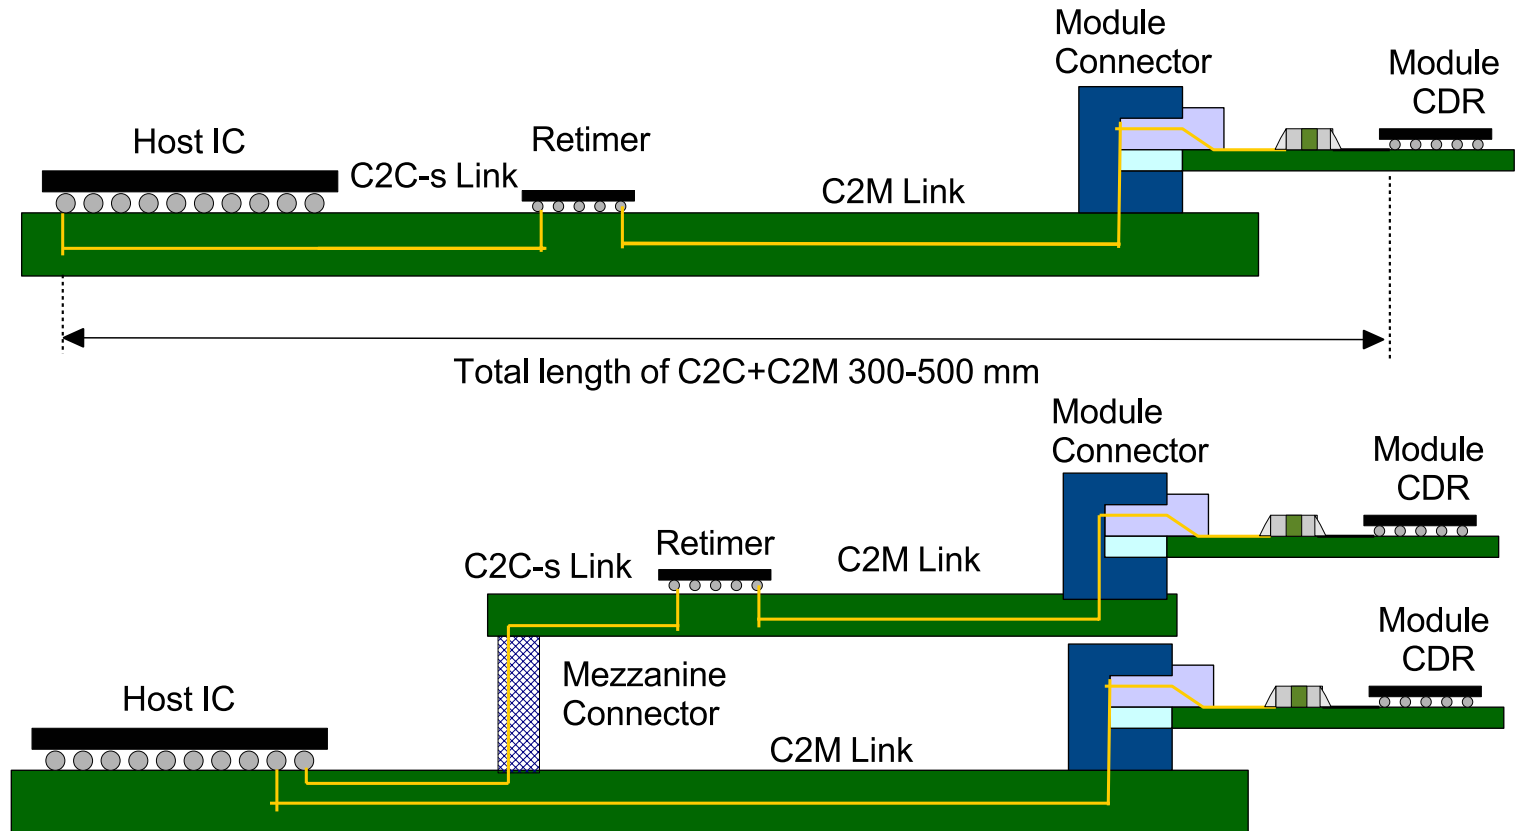 Module
Connector
Module
CDR
Host IC
Retimer
C2C-s Link
C2M Link
Total length of C2C+C2M 300-500 mm
Module
Connector
Module
CDR
Retimer
C2C-s Link
C2M Link
Module
CDR
Mezzanine
Connector
Host IC
C2M Link